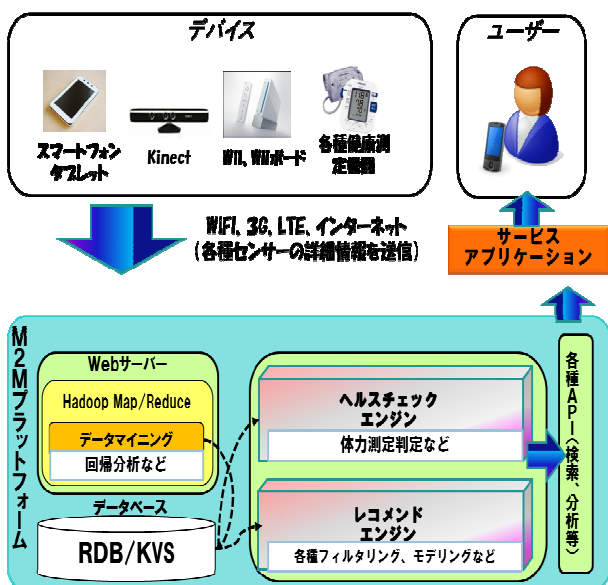 デバイス
ユーザー
スマートフォン
タブレット
Kinect
Wii、Wiiボード
各種健康測
定器機
WiFi、3G、LTE、インターネット
(各種センサーの詳細情報を送信)
サービス
アプリケーション
M2Mプラットフォーム
Webサーバー
Hadoop Map/Reduce
データマイニング
回帰分析など
データベース
RDB/KVS
ヘルスチェック
エンジン
体力測定判定など
レコメンド
エンジン
各種フィルタリング、モデリングなど
各種API(検索、分析等)